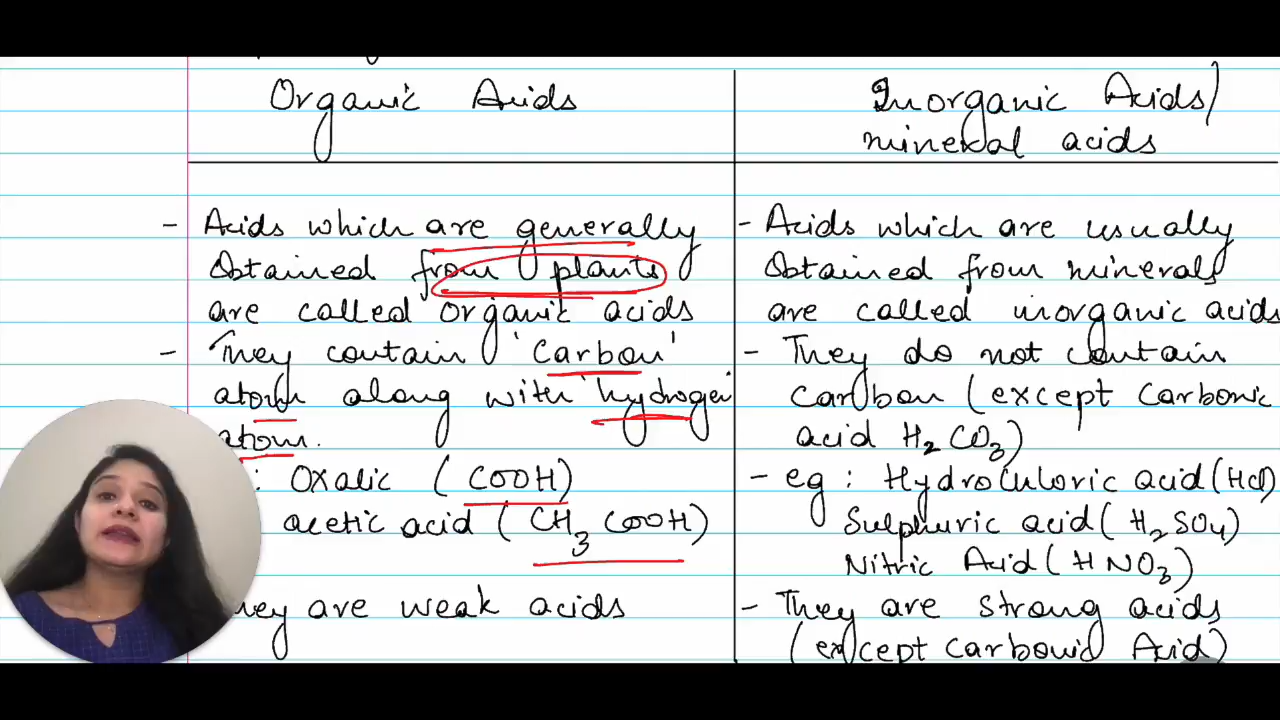 Organic Acids
Acids which are generally
Obtained from plants
are called organic acids
- They contain 'Carbon'
atom along with 'hydrogen'
atom.
: Oxalic (COOH)
acetic acid (CH3COOH)
They are weak acids
Inorganic Acids/
mineral acids
- Acids which are usually
Obtained from minerals
are called inorganic acids
- They do not contain
Carbon (except Carbonic
acid H2CO3)
- eg: Hydrochloric acid (HCl)
Sulphuric acid (H2SO4)
Nitric Acid (HNO3)
- They are strong acids
(except Carbonic Acid)